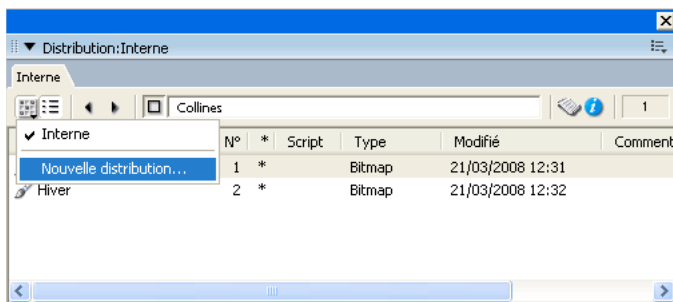 Distribution:Interne
Interne
Collines 1
Interne
N° * Script Type Modifié Comment
Nouvelle distribution... 1 * Bitmap 21/03/2008 12:31
Hiver 2 * Bitmap 21/03/2008 12:32